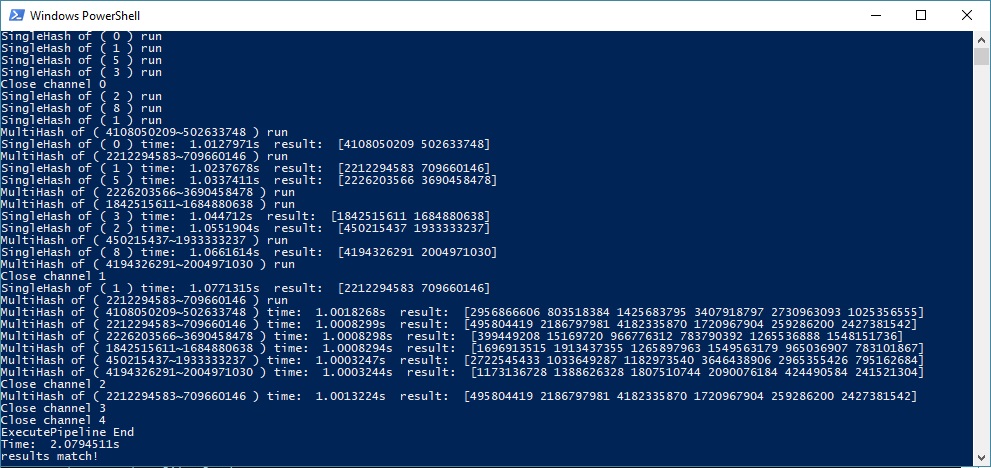 Windows PowerShell
SingleHash of ( 0 ) run
SingleHash of ( 1 ) run
SingleHash of ( 5 ) run
SingleHash of ( 3 ) run
Close channel 0
SingleHash of ( 2 ) run
SingleHash of ( 8 ) run
SingleHash of ( 1 ) run
MultiHash of ( 4108050209~502633748 ) run
SingleHash of ( 0 ) time:  1.0127971s  result:  [4108050209 502633748]
MultiHash of ( 2212294583~709660146 ) run
SingleHash of ( 1 ) time:  1.0237678s  result:  [2212294583 709660146]
SingleHash of ( 5 ) time:  1.0337411s  result:  [2226203566 3690458478]
MultiHash of ( 2226203566~3690458478 ) run
MultiHash of ( 1842515611~1684880638 ) run
SingleHash of ( 3 ) time:  1.044712s  result:  [1842515611 1684880638]
SingleHash of ( 2 ) time:  1.0551904s  result:  [450215437 1933333237]
MultiHash of ( 450215437~1933333237 ) run
SingleHash of ( 8 ) time:  1.0661614s  result:  [4194326291 2004971030]
MultiHash of ( 4194326291~2004971030 ) run
Close channel 1
SingleHash of ( 1 ) time:  1.0771315s  result:  [2212294583 709660146]
MultiHash of ( 2212294583~709660146 ) run
MultiHash of ( 4108050209~502633748 ) time:  1.0018268s  result:  [2956866606 803518384 1425683795 3407918797 2730963093 1025356555]
MultiHash of ( 2212294583~709660146 ) time:  1.0008299s  result:  [495804419 2186797981 4182335870 1720967904 259286200 2427381542]
MultiHash of ( 2226203566~3690458478 ) time:  1.0008298s  result:  [399449208 15169720 966776312 783790392 1265536888 1548151736]
MultiHash of ( 1842515611~1684880638 ) time:  1.0008294s  result:  [1696913515 1913437355 1265897963 1549563179 965036907 783101867]
MultiHash of ( 450215437~1933333237 ) time:  1.0003247s  result:  [2722545433 1033649287 1182973540 3646438906 2965355426 795162684]
MultiHash of ( 4194326291~2004971030 ) time:  1.0003244s  result:  [1173136728 1388626328 1807510744 2090076184 424490584 241521304]
Close channel 2
MultiHash of ( 2212294583~709660146 ) time:  1.0013224s  result:  [495804419 2186797981 4182335870 1720967904 259286200 2427381542]
Close channel 3
Close channel 4
ExecutePipeline End
Time:  2.0794511s
results match!